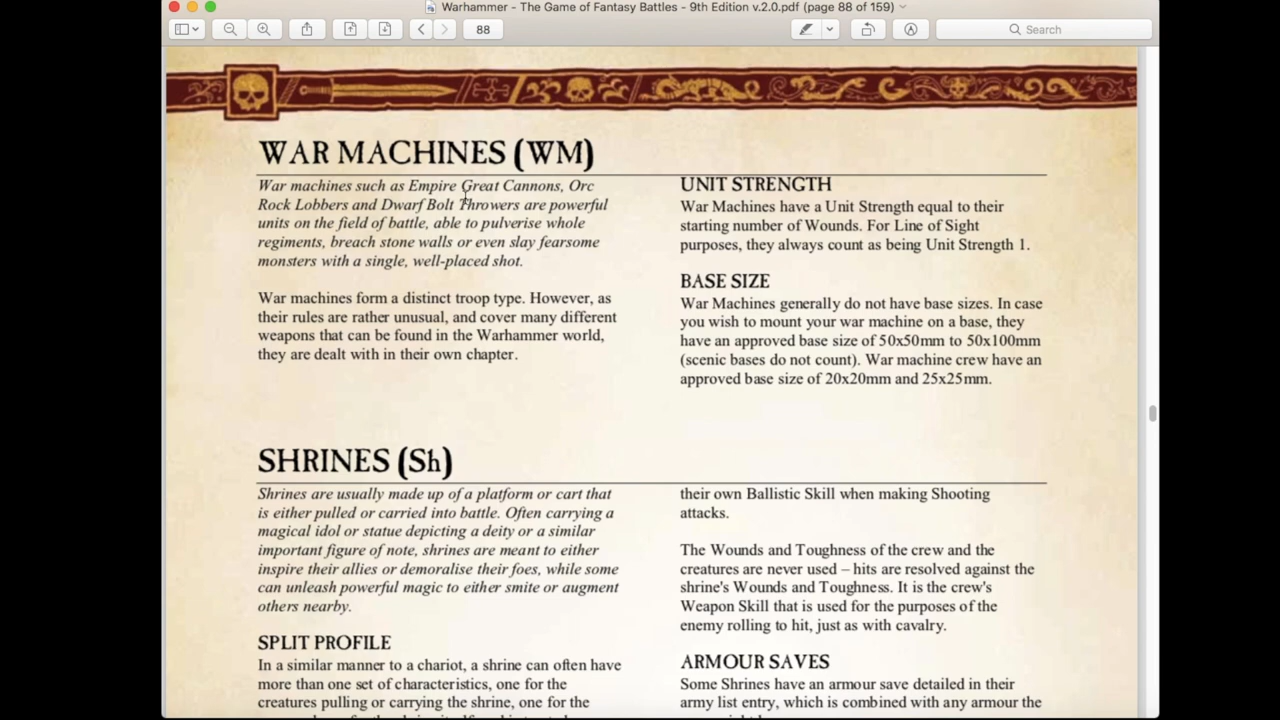 Warhammer - The Game of Fantasy Battles - 9th Edition v.2.0.pdf (page 88 of 159)
88
Search
WAR MACHINES (WM)
War machines such as Empire Great Cannons, Orc
Rock Lobbers and Dwarf Bolt Throwers are powerful
units on the field of battle, able to pulverise whole
regiments, breach stone walls or even slay fearsome
monsters with a single, well-placed shot.
War machines form a distinct troop type. However, as
their rules are rather unusual, and cover many different
weapons that can be found in the Warhammer world,
they are dealt with in their own chapter.
UNIT STRENGTH
War Machines have a Unit Strength equal to their
starting number of Wounds. For Line of Sight
purposes, they always count as being Unit Strength 1.
BASE SIZE
War Machines generally do not have base sizes. In case
you wish to mount your war machine on a base, they
have an approved base size of 50x50mm to 50x100mm
(scenic bases do not count). War machine crew have an
approved base size of 20x20mm and 25x25mm.
SHRINES (Sh)
Shrines are usually made up of a platform or cart that
is either pulled or carried into battle. Often carrying a
magical idol or statue depicting a deity or a similar
important figure of note, shrines are meant to either
inspire their allies or demoralise their foes, while some
can unleash powerful magic to either smite or augment
others nearby.
SPLIT PROFILE
In a similar manner to a chariot, a shrine can often have
more than one set of characteristics, one for the
creatures pulling or carrying the shrine, one for the
their own Ballistic Skill when making Shooting
attacks.
The Wounds and Toughness of the crew and the
creatures are never used – hits are resolved against the
shrine's Wounds and Toughness. It is the crew's
Weapon Skill that is used for the purposes of the
enemy rolling to hit, just as with cavalry.
ARMOUR SAVES
Some Shrines have an armour save detailed in their
army list entry, which is combined with any armour the